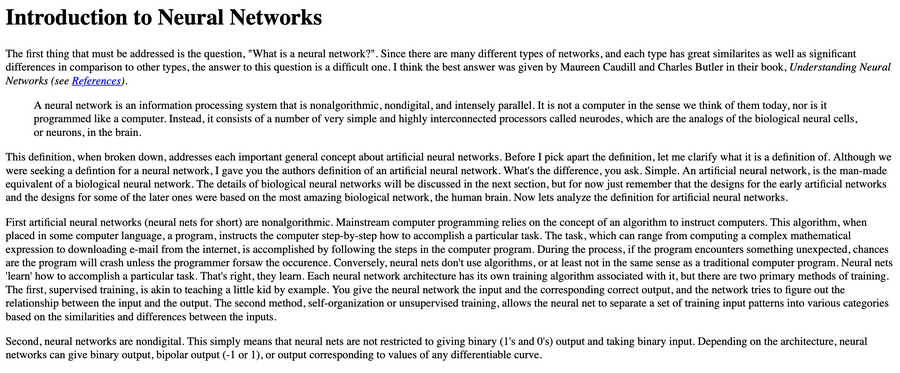 Introduction to Neural Networks
The first thing that must be addressed is the question, "What is a neural network?". Since there are many different types of networks, and each type has great similarites as well as significant
differences in comparison to other types, the answer to this question is a difficult one. I think the best answer was given by Maureen Caudill and Charles Butler in their book, Understanding Neural
Networks (see References).
A neural network is an information processing system that is nonalgorithmic, nondigital, and intensely parallel. It is not a computer in the sense we think of them today, nor is it
programmed like a computer. Instead, it consists of a number of very simple and highly interconnected processors called neurodes, which are the analogs of the biological neural cells,
or neurons, in the brain.
This definition, when broken down, addresses each important general concept about artificial neural networks. Before I pick apart the definition, let me clarify what it is a definition of. Although we
were seeking a defintion for a neural network, I gave you the authors definition of an artificial neural network. What's the difference, you ask. Simple. An artificial neural network, is the man-made
equivalent of a biological neural network. The details of biological neural networks will be discussed in the next section, but for now just remember that the designs for the early artificial networks
and the designs for some of the later ones were based on the most amazing biological network, the human brain. Now lets analyze the definition for artificial neural networks.
First artificial neural networks (neural nets for short) are nonalgorithmic. Mainstream computer programming relies on the concept of an algorithm to instruct computers. This algorithm, when
placed in some computer language, a program, instructs the computer step-by-step how to accomplish a particular task. The task, which can range from computing a complex mathematical
expression to downloading e-mail from the internet, is accomplished by following the steps in the computer program. During the process, if the program encounters something unexpected, chances
are the program will crash unless the programmer forsaw the occurence. Conversely, neural nets don't use algorithms, or at least not in the same sense as a traditional computer program. Neural nets
'learn' how to accomplish a particular task. That's right, they learn. Each neural network architecture has its own training algorithm associated with it, but there are two primary methods of training.
The first, supervised training, is akin to teaching a little kid by example. You give the neural network the input and the corresponding correct output, and the network tries to figure out the
relationship between the input and the output. The second method, self-organization or unsupervised training, allows the neural net to separate a set of training input patterns into various categories
based on the similarities and differences between the inputs.
Second, neural networks are nondigital. This simply means that neural nets are not restricted to giving binary (1's and 0's) output and taking binary input. Depending on the architecture, neural
networks can give binary output, bipolar output (-1 or 1), or output corresponding to values of any differentiable curve.